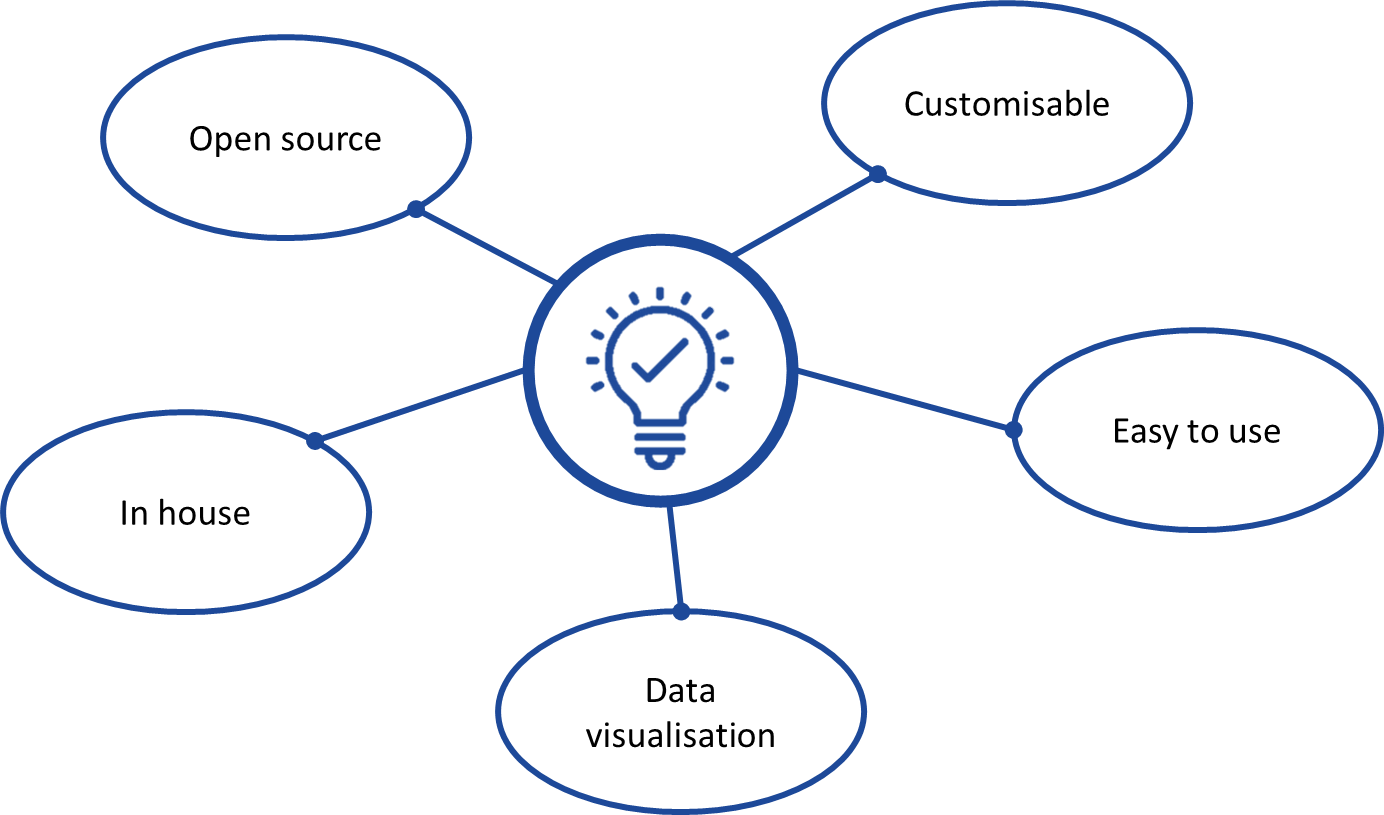 Open source
Customisable
Easy to use
In house
Data
visualisation